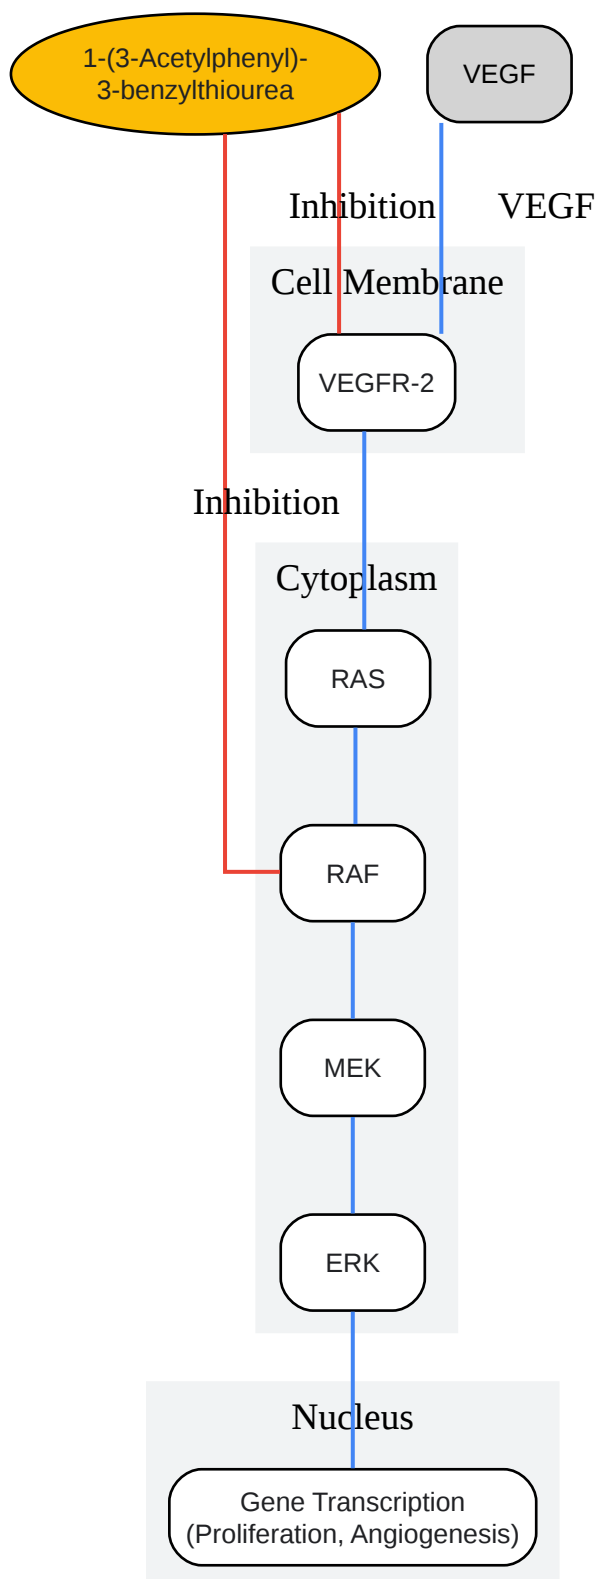 1-(3-Acetylphenyl)-
3-benzylthiourea
VEGF
Inhibition
VEGF
Cell Membrane
VEGFR-2
Inhibition
Cytoplasm
RAS
RAF
MEK
ERK
Nucleus
Gene Transcription
(Proliferation, Angiogenesis)